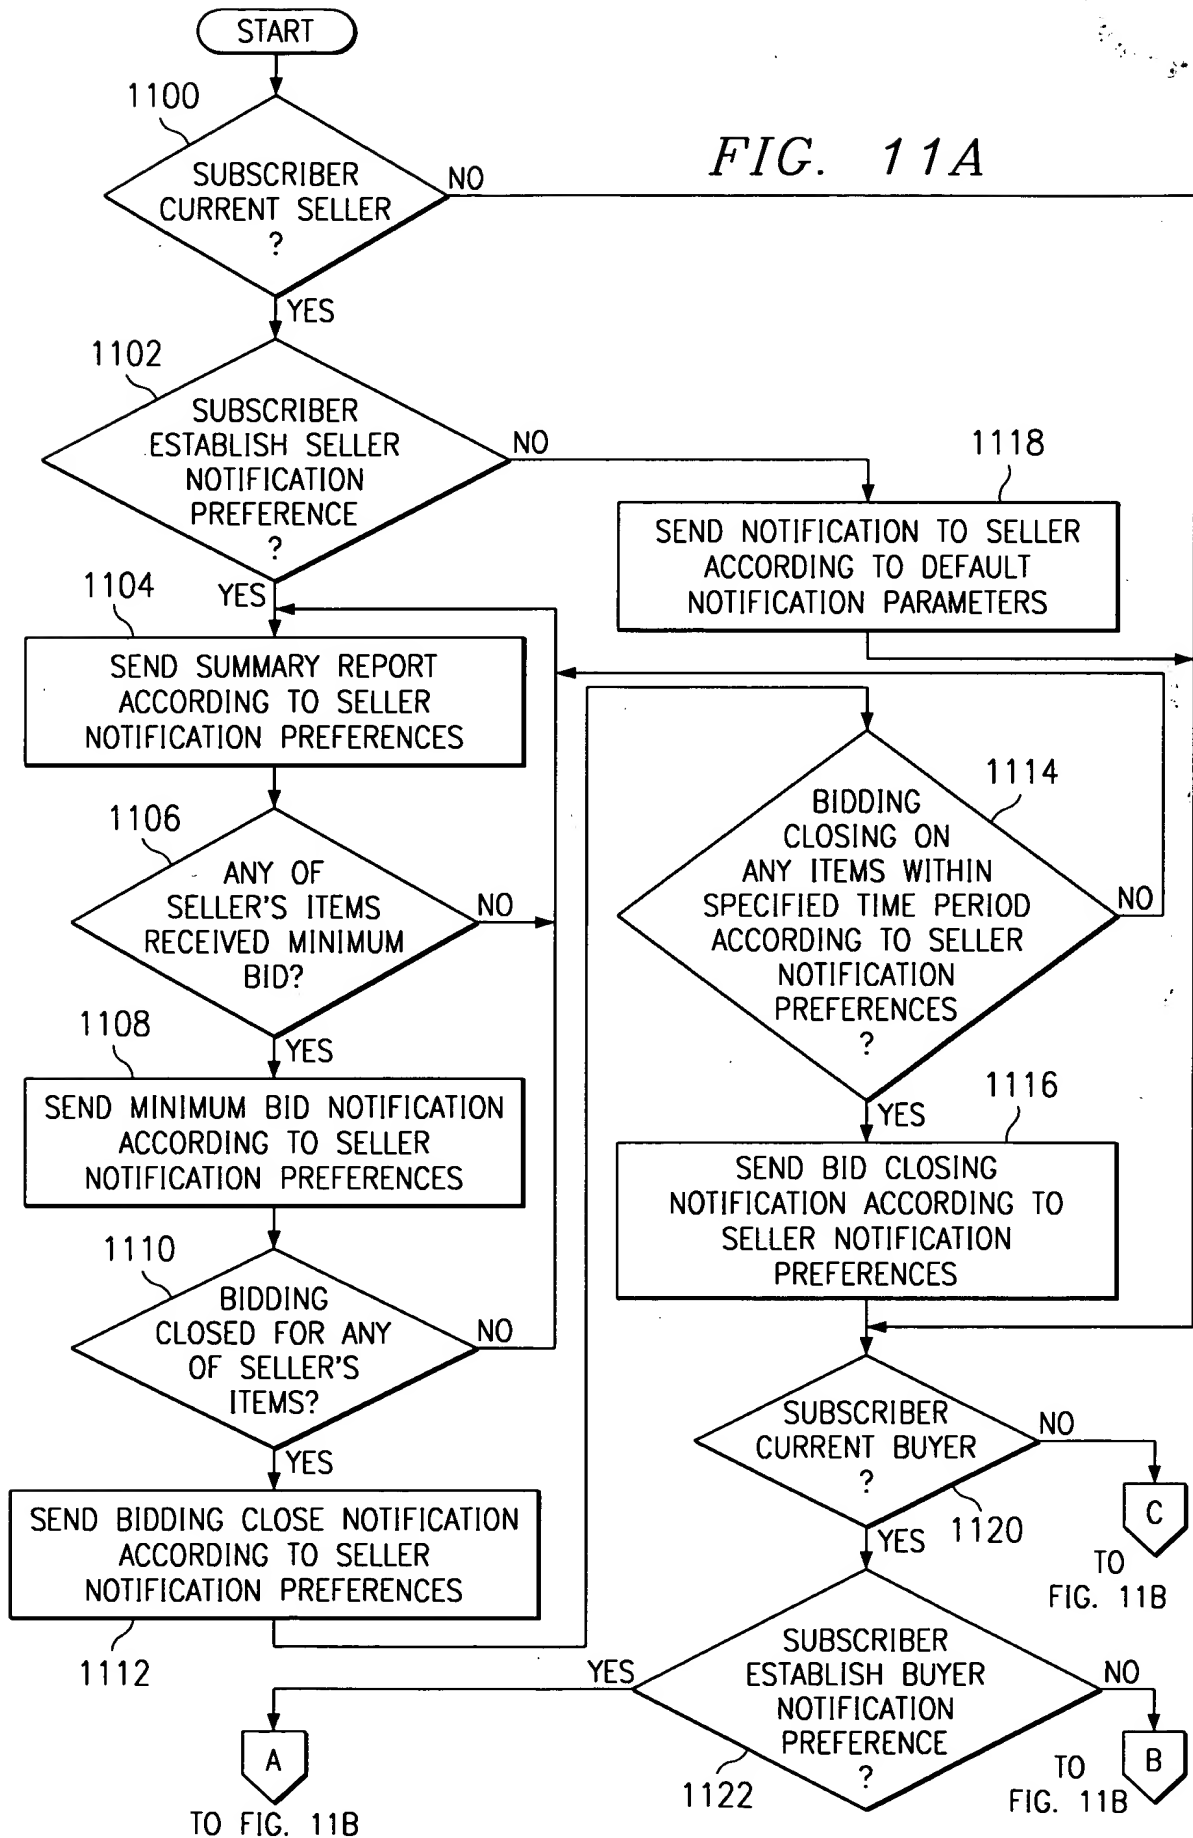 START
1100
FIG. 11A
SUBSCRIBER
CURRENT SELLER
?
NO
YES
1102
SUBSCRIBER
ESTABLISH SELLER
NOTIFICATION
PREFERENCE
?
NO
YES
1118
SEND NOTIFICATION TO SELLER
ACCORDING TO DEFAULT
NOTIFICATION PARAMETERS
1104
SEND SUMMARY REPORT
ACCORDING TO SELLER
NOTIFICATION PREFERENCES
1106
ANY OF
SELLER'S ITEMS
RECEIVED MINIMUM
BID?
NO
YES
1108
SEND MINIMUM BID NOTIFICATION
ACCORDING TO SELLER
NOTIFICATION PREFERENCES
1110
BIDDING
CLOSED FOR ANY
OF SELLER'S
ITEMS?
NO
YES
SEND BIDDING CLOSE NOTIFICATION
ACCORDING TO SELLER
NOTIFICATION PREFERENCES
1112
1114
BIDDING
CLOSING ON
ANY ITEMS WITHIN
SPECIFIED TIME PERIOD
ACCORDING TO SELLER
NOTIFICATION
PREFERENCES
?
NO
YES
1116
SEND BID CLOSING
NOTIFICATION ACCORDING TO
SELLER NOTIFICATION
PREFERENCES
SUBSCRIBER
CURRENT BUYER
?
NO
1120
YES
C
TO
FIG. 11B
SUBSCRIBER
ESTABLISH BUYER
NOTIFICATION
PREFERENCE
?
YES
NO
1122
A
TO FIG. 11B
B
TO
FIG. 11B